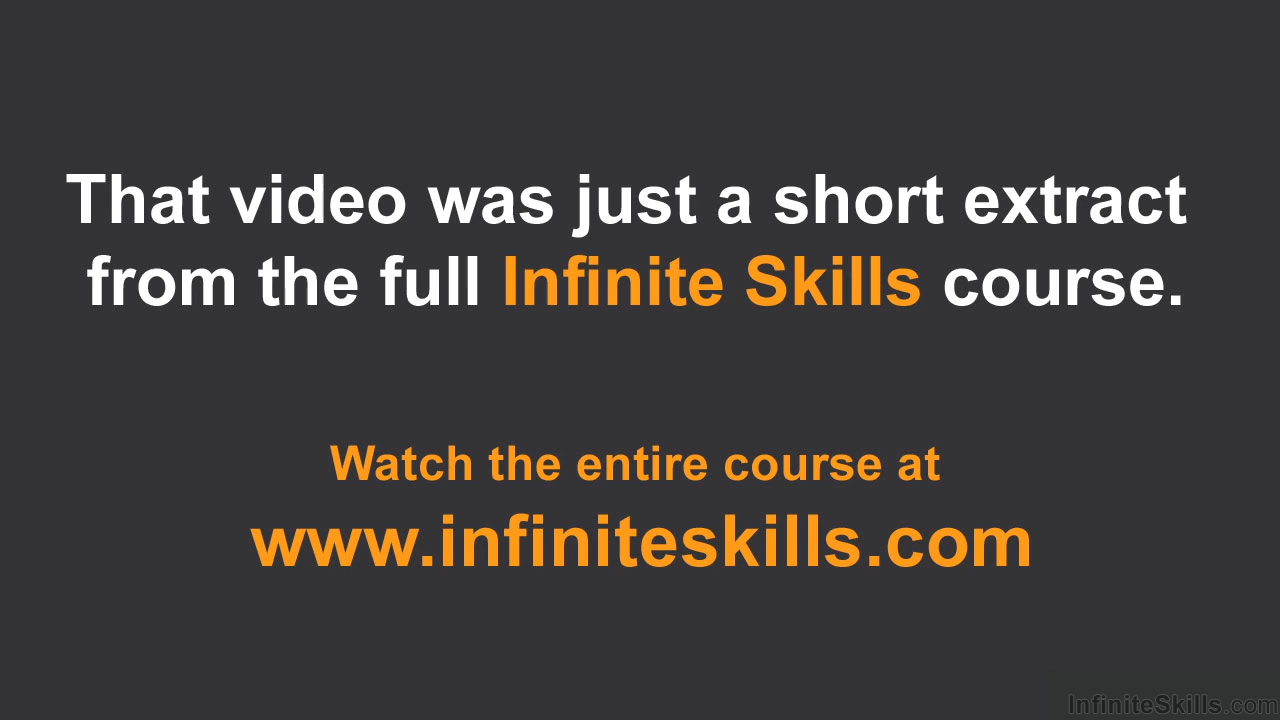 That video was just a short extract
from the full Infinite Skills course.
Watch the entire course at
www.infiniteskills.com
InfiniteSkills.com